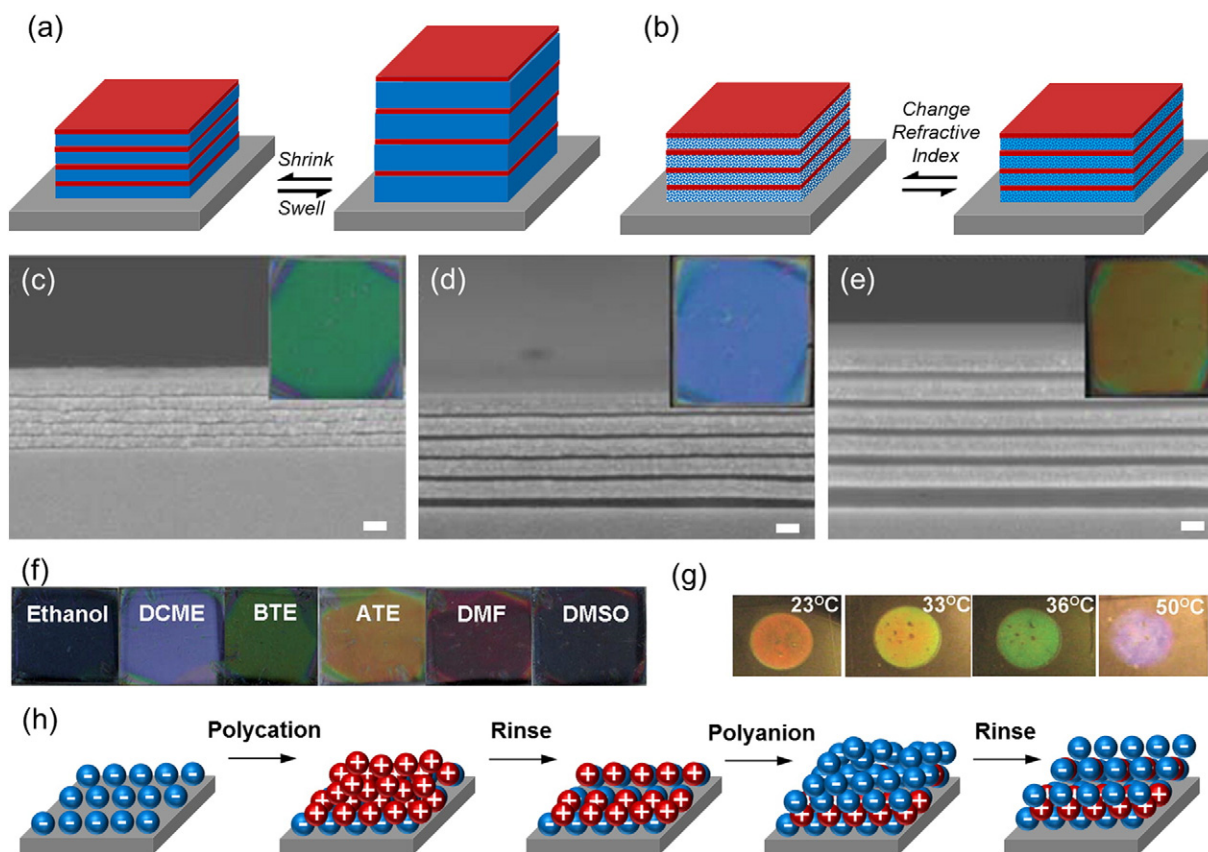 (a)
Shrink
Swell
(b)
Change
Refractive
Index
(c)
(d)
(e)
(f)
Ethanol
DCME
BTE
ATE
DMF
DMSO
(g)
23°C
33°C
36°C
50°C
(h)
Polycation
Rinse
Polyanion
Rinse